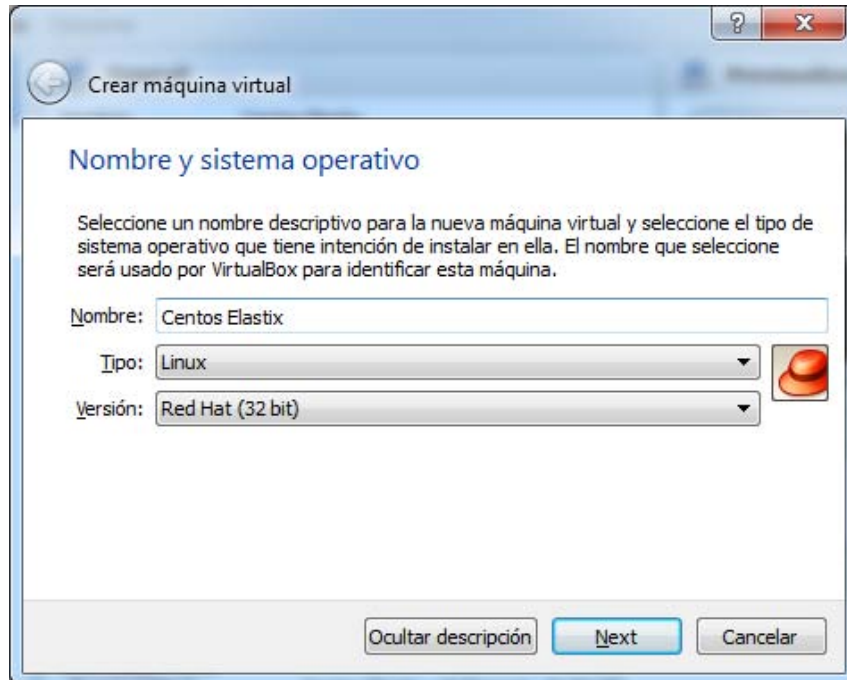 Crear máquina virtual
Nombre y sistema operativo
Seleccione un nombre descriptivo para la nueva máquina virtual y seleccione el tipo de
sistema operativo que tiene intención de instalar en ella. El nombre que seleccione
será usado por VirtualBox para identificar esta máquina.
Nombre: Centos Elastix
Tipo: Linux
Versión: Red Hat (32 bit)
Ocultar descripción Next Cancelar